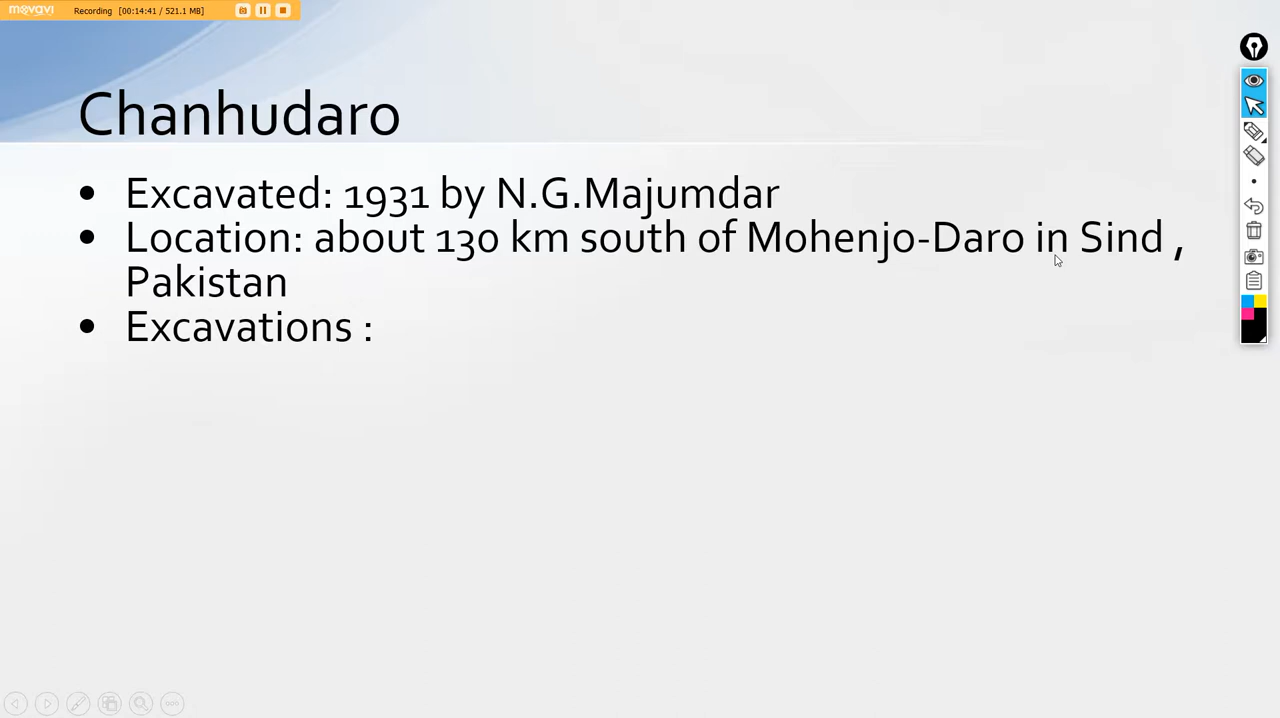 movavi Recording [00:14:41 / 521.1 MB]
Chanhudaro
• Excavated: 1931 by N.G.Majumdar
• Location: about 130 km south of Mohenjo-Daro in Sind ,
Pakistan
• Excavations :